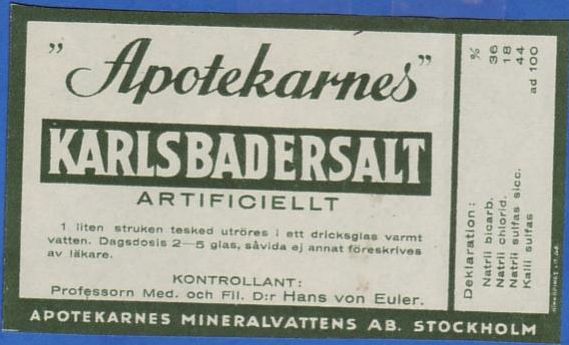 "Apotekarnes"
KARLSBADERSALT
ARTIFICIELLT
1 liten struken tesked utröres i ett dricksglas varmt
vatten. Dagsdosis 2—5 glas, såvida ej annat föreskrives
av läkare.
KONTROLLANT:
Professorn Med. och Fil. D:r Hans von Euler.
APOTEKARNES MINERALVATTENS AB. STOCKHOLM
Deklaration: %
Natrii bicarb. 36
Natrii chlorid. 18
Natrii sulfas sicc. 44
Kalii sulfas ad 100